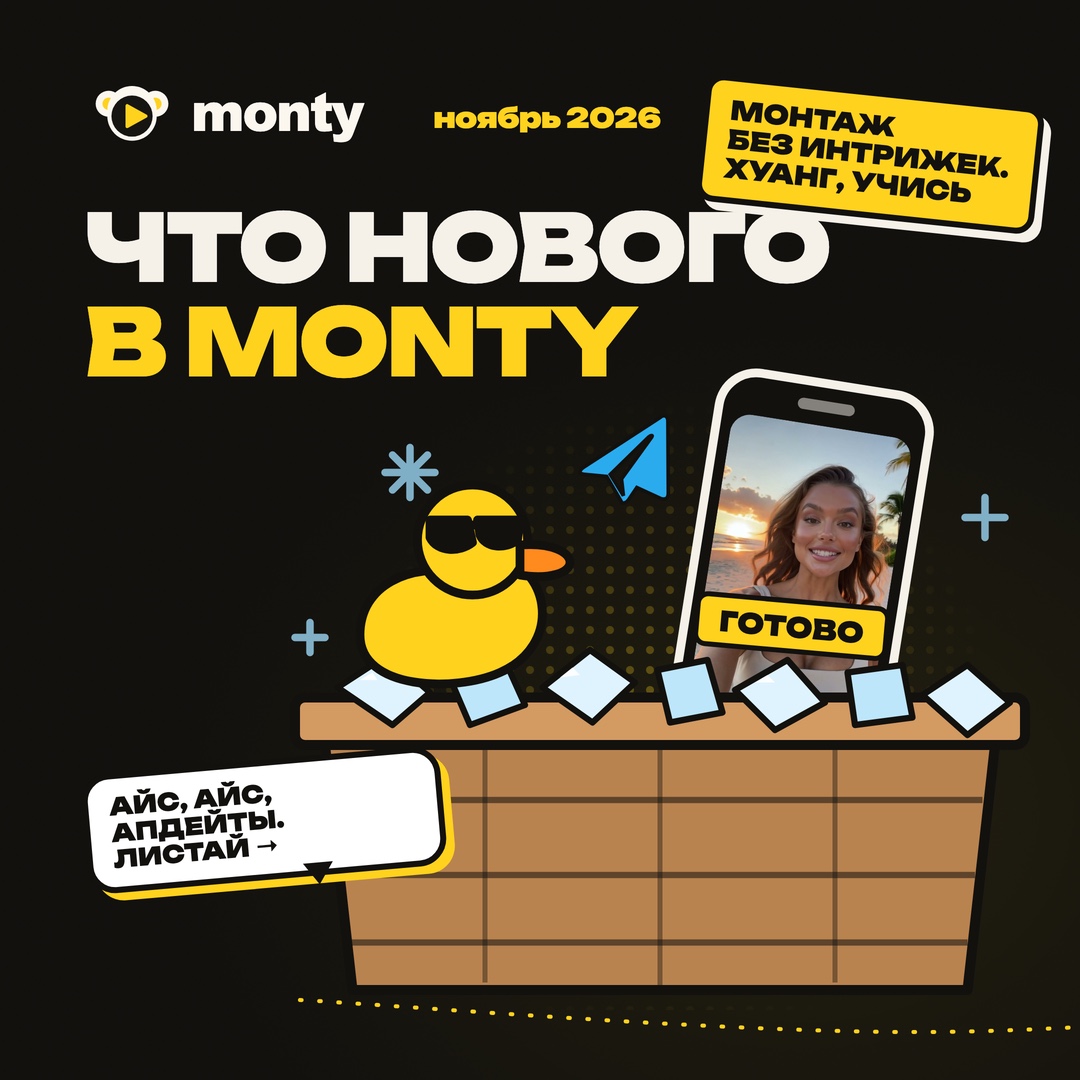 monty
ноябрь 2026
МОНТАЖ
БЕЗ ИНТРИЖЕК.
ХУАНГ, УЧИСЬ
ЧТО НОВОГО
В MONTY
ГОТОВО
АЙС, АЙС,
АПДЕЙТЫ.
ЛИСТАЙ →